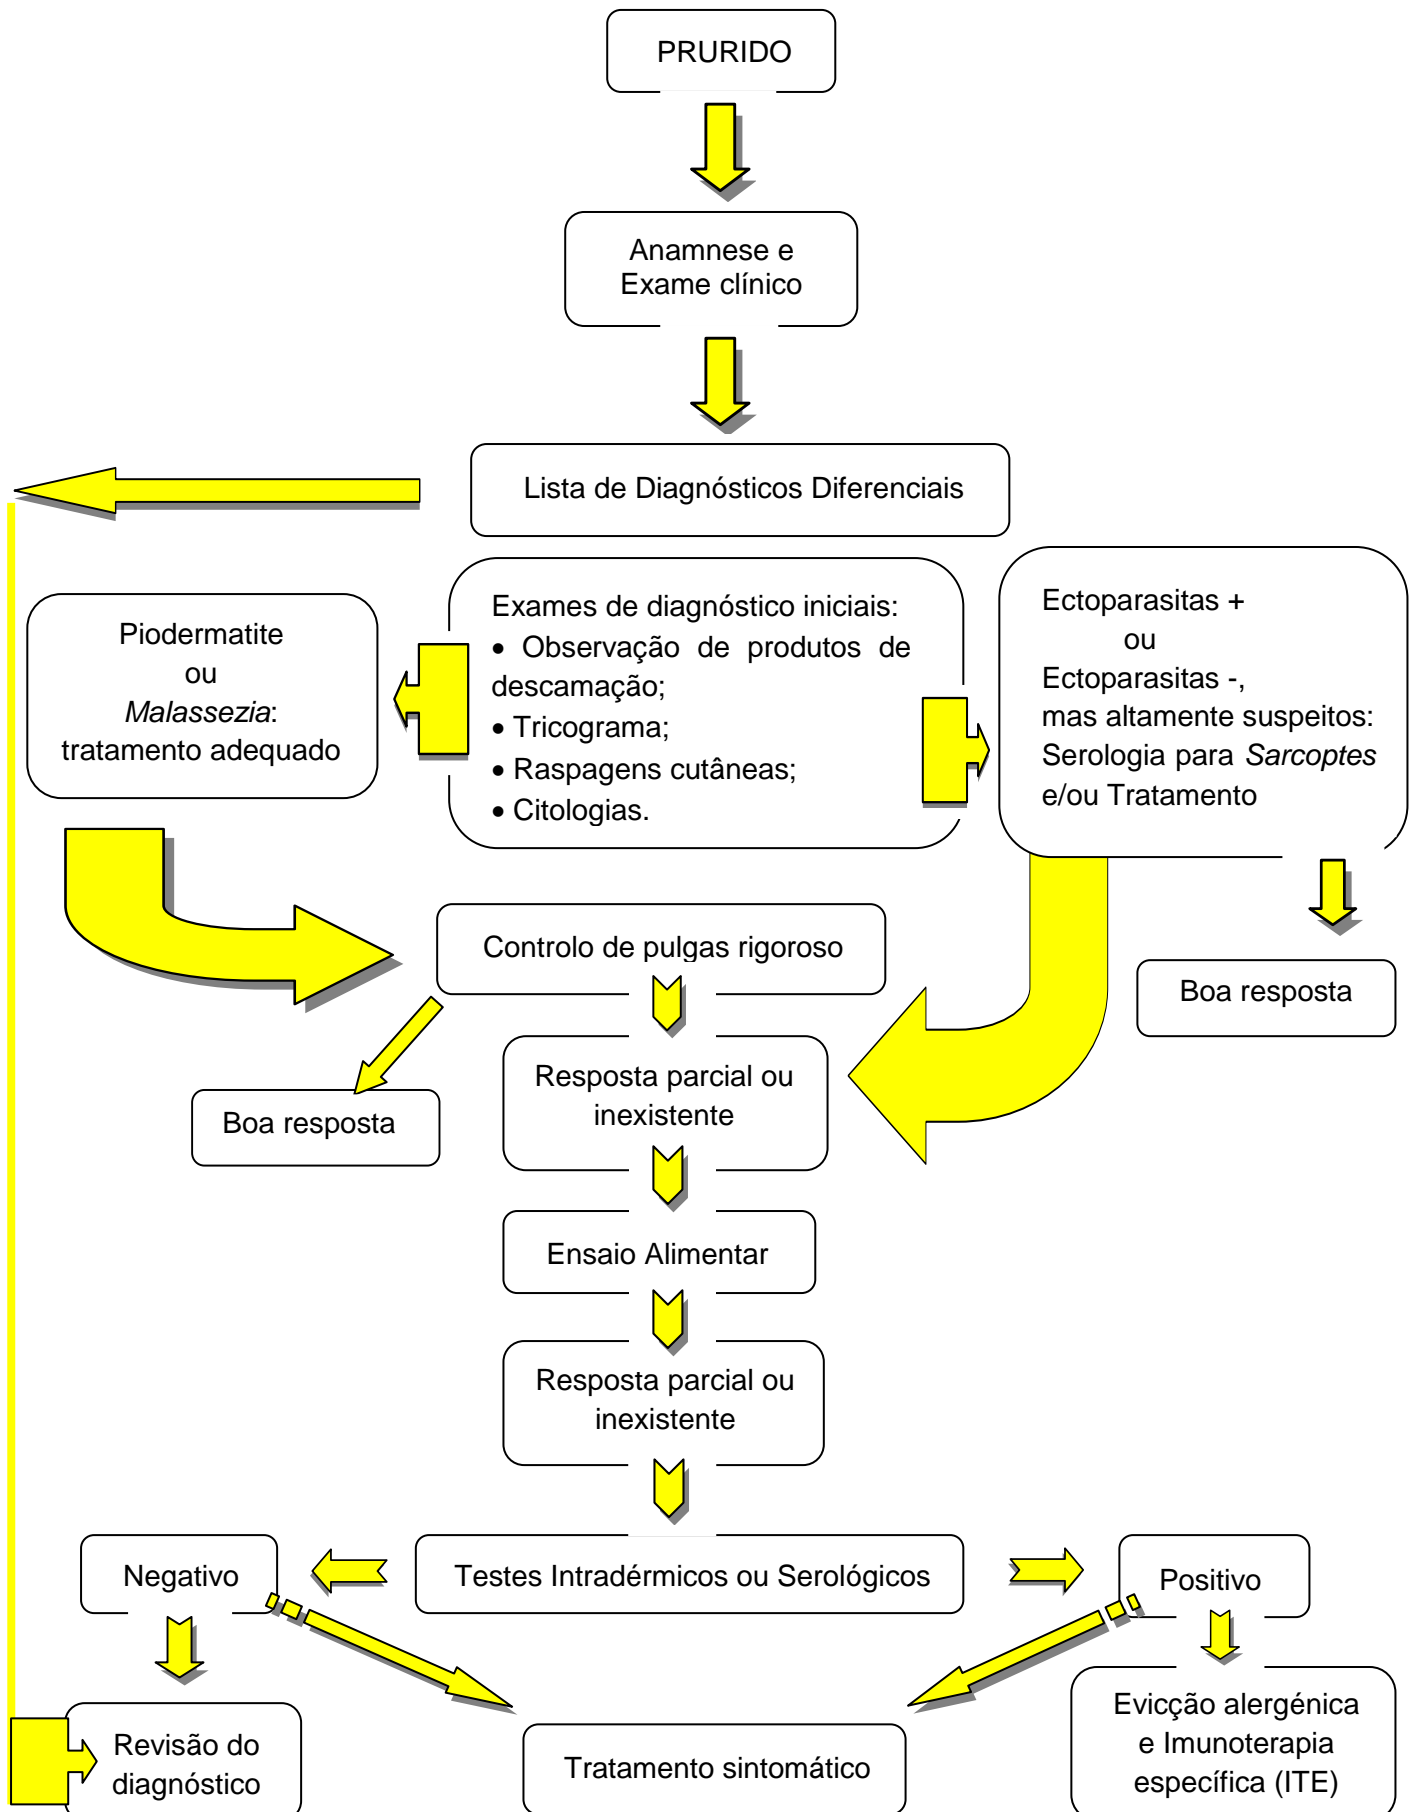 PRURIDO
Anamnese e
Exame clínico
Lista de Diagnósticos Diferenciais
Piodermatite
ou
Malassezia:
tratamento adequado
Exames de diagnóstico iniciais:
• Observação de produtos de
descamação;
• Tricograma;
• Raspagens cutâneas;
• Citologias.
Ectoparasitas +
ou
Ectoparasitas -,
mas altamente suspeitos:
Serologia para Sarcoptes
e/ou Tratamento
Controlo de pulgas rigoroso
Boa resposta
Boa resposta
Resposta parcial ou
inexistente
Ensaio Alimentar
Resposta parcial ou
inexistente
Negativo
Testes Intradérmicos ou Serológicos
Positivo
Revisão do
diagnóstico
Tratamento sintomático
Evicção alergénica
e Imunoterapia
específica (ITE)